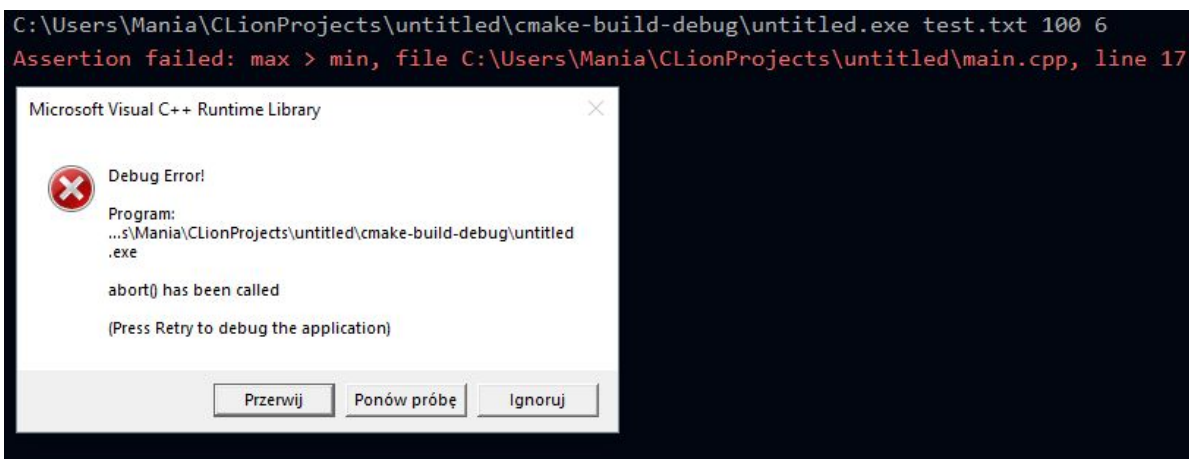 C:\Users\Mania\CLionProjects\untitled\cmake-build-debug\untitled.exe test.txt 100 6
Assertion failed: max > min, file C:\Users\Mania\CLionProjects\untitled\main.cpp, line 17
Microsoft Visual C++ Runtime Library
Debug Error!
Program:
...s\Mania\CLionProjects\untitled\cmake-build-debug\untitled
.exe
abort() has been called
(Press Retry to debug the application)
Przerwij Ponów próbę Ignoruj